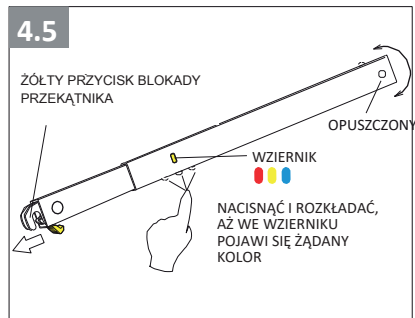 4.5
ŻÓŁTY PRZYCISK BLOKADY
PRZEKĄTNIKA
OPUSZCZONY
WZIERNIK
NACISNĄĆ I ROZKŁADAĆ,
AŻ WE WZIERNIKU
POJAWI SIĘ ŻĄDANY
KOLOR